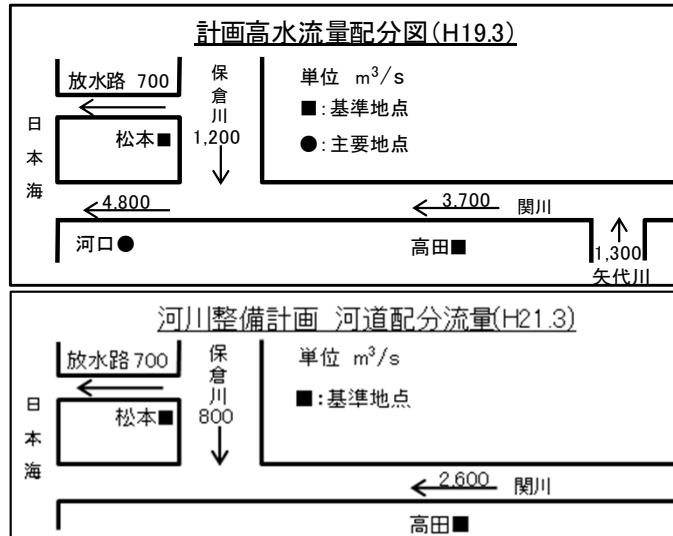 計画高水流量配分図(H19.3)
放水路 700
保倉川
1,200
単位 m³/s
■:基準地点
●:主要地点
日本海
松本■
4,800
3,700
関川
河口●
高田■
1,300
矢代川
河川整備計画 河道配分流量(H21.3)
放水路 700
保倉川
800
単位 m³/s
■:基準地点
日本海
松本■
2,600
関川
高田■